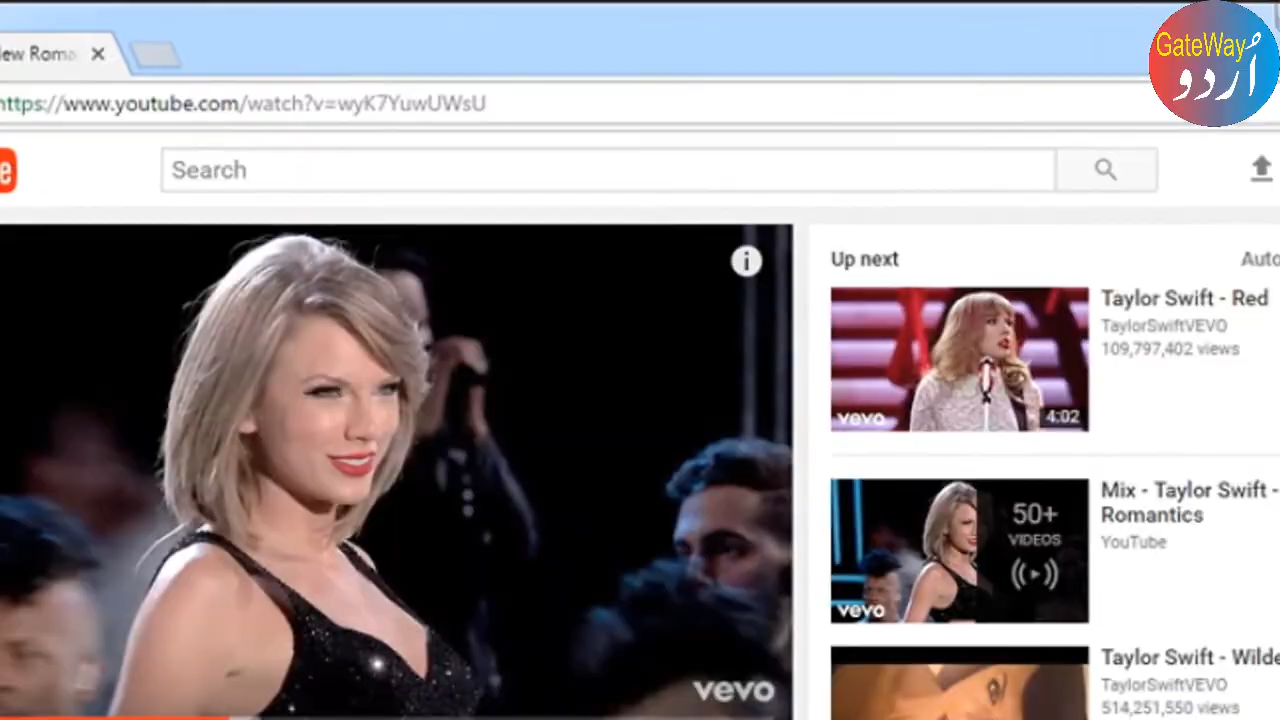 GateWay
اُردو
New Roma
https://www.youtube.com/watch?v=wyK7YuwUWsU
Search
Up next
Taylor Swift - Red
TaylorSwiftVEVO
109,797,402 views
vevo
4:02
Mix - Taylor Swift -
Romantics
YouTube
50+
VIDEOS
vevo
Taylor Swift - Wilde
TaylorSwiftVEVO
514,251,550 views
vevo